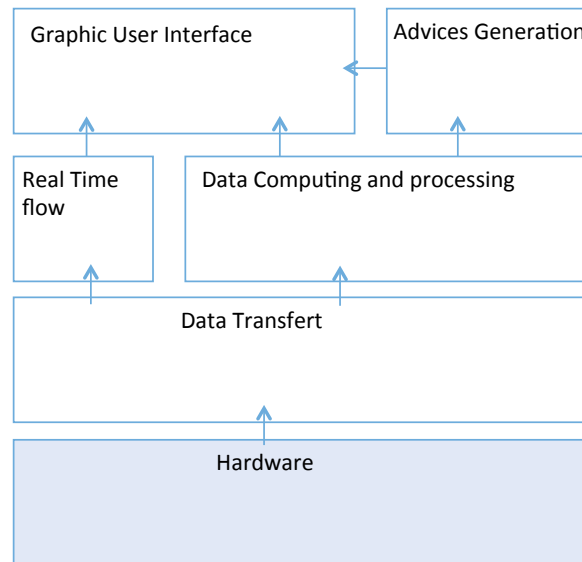 Graphic User Interface
Advices Generation
Real Time
flow
Data Computing and processing
Data Transfert
Hardware